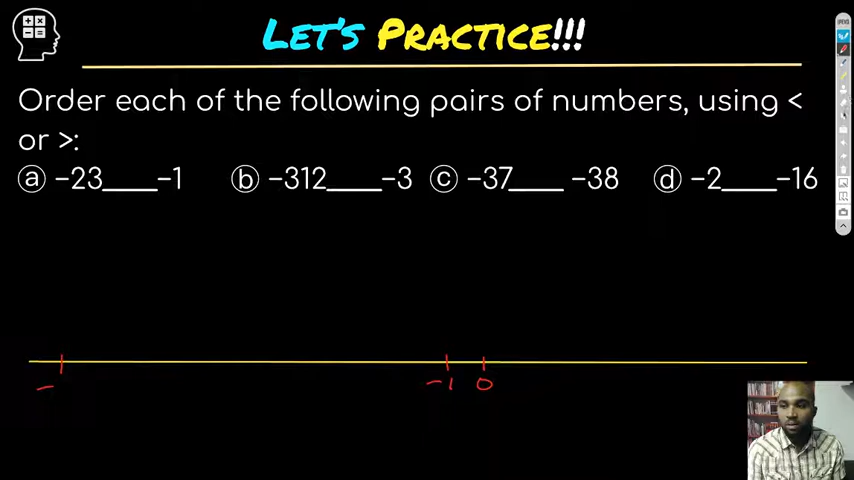 LET'S PRACTICE!!!
Order each of the following pairs of numbers, using <
or >:
ⓐ -23____-1 ⓑ -312____-3 ⓒ -37____ -38 ⓓ -2____-16
- -1 0